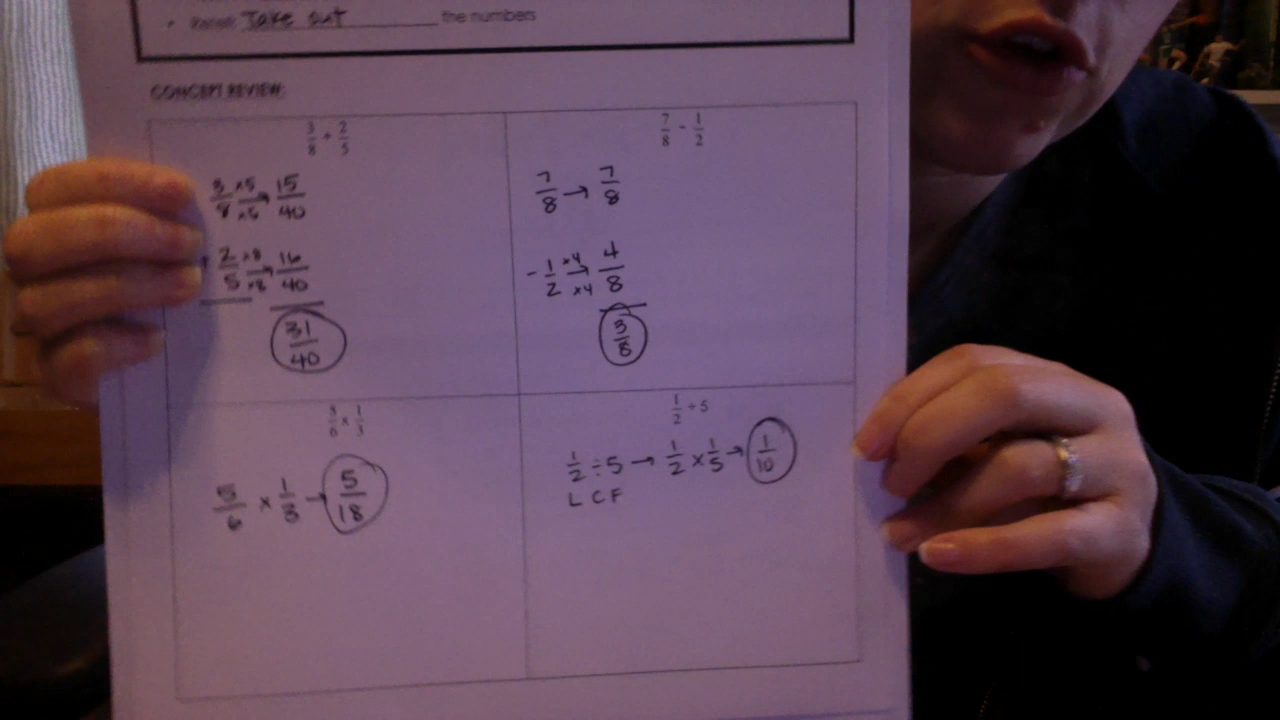 Take out the numbers
CONCEPT REVIEW:
3/8 + 2/5
3/8 ×5/×5 → 15/40
2/5 ×8/×8 → 16/40
31/40
7/8 - 1/2
7/8 → 7/8
- 1/2 ×4/×4 → 4/8
3/8
5/6 × 1/3
5/6 × 1/3 → 5/18
1/2 ÷ 5
1/2 ÷ 5 → 1/2 × 1/5 → 1/10
L C F